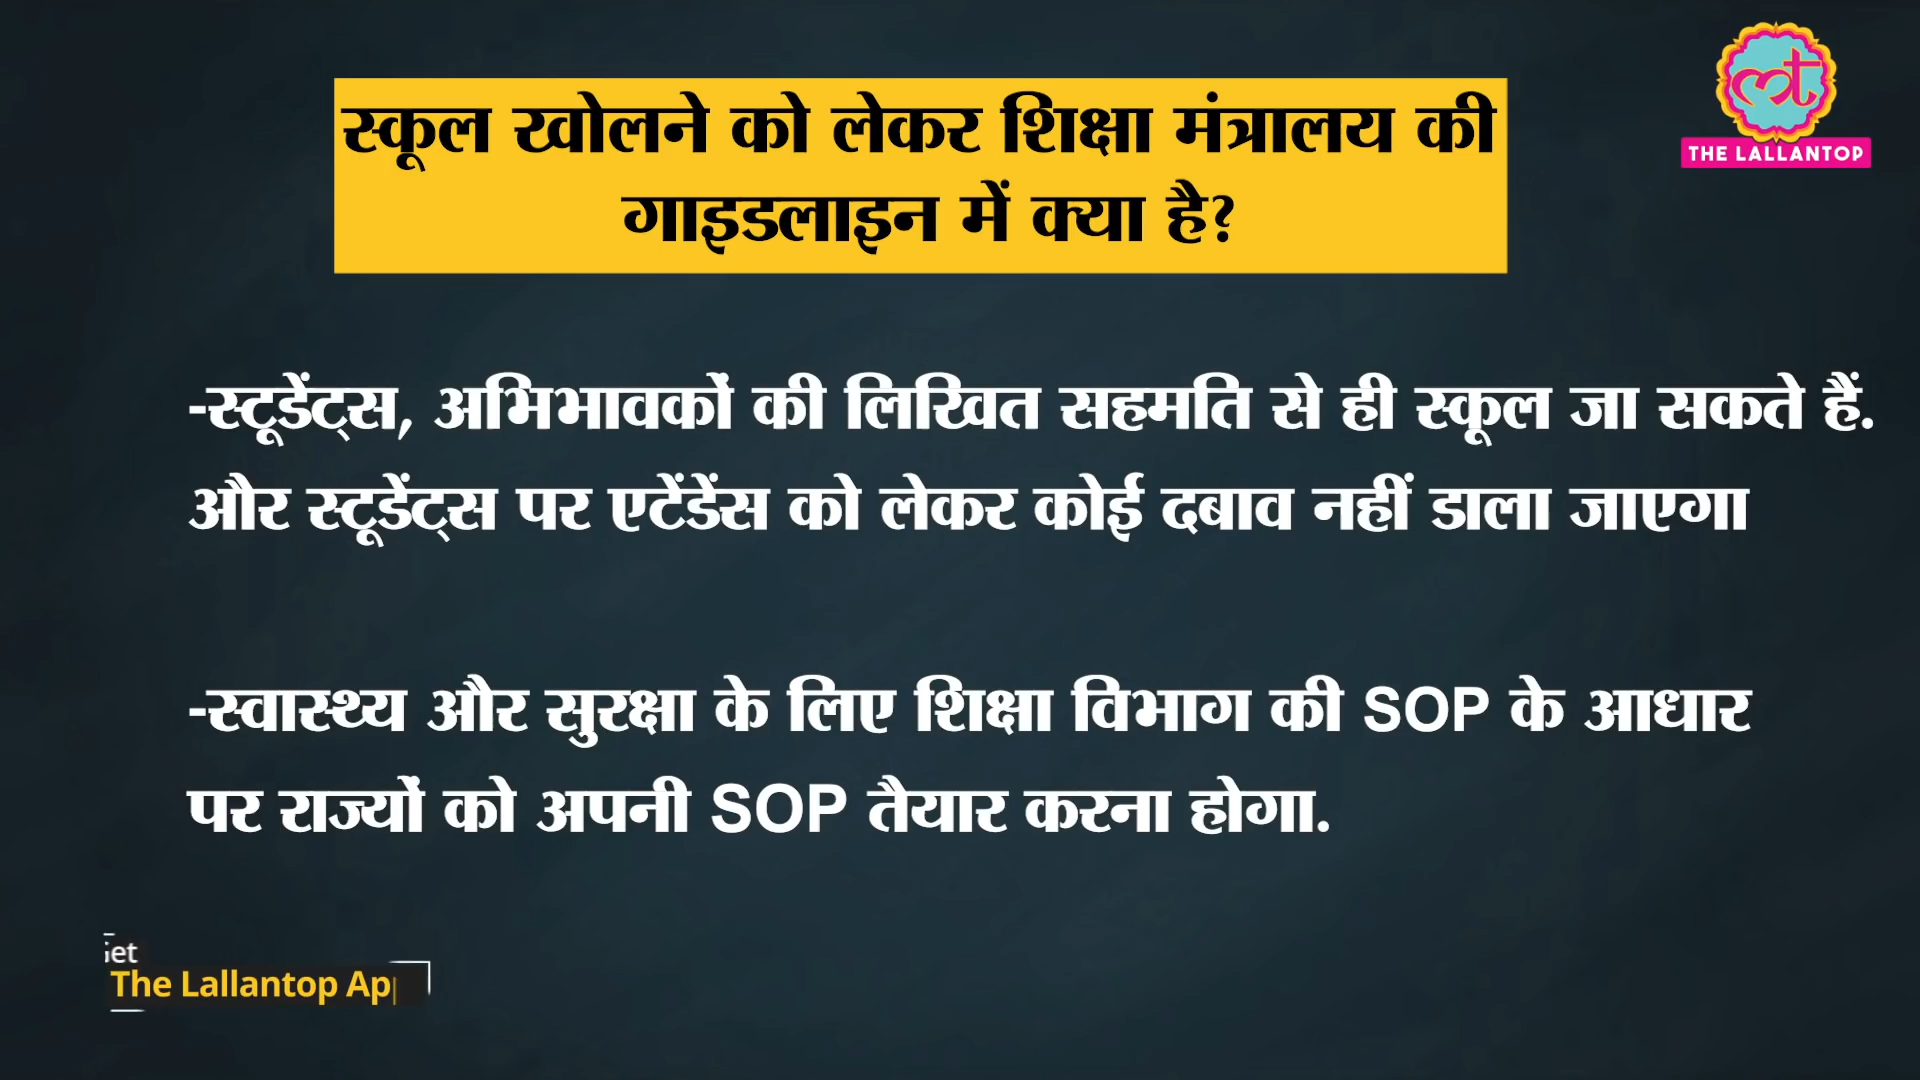 THE LALLANTOP
स्कूल खोलने को लेकर शिक्षा मंत्रालय की
गाइडलाइन में क्या है?
-स्टूडेंट्स, अभिभावकों की लिखित सहमति से ही स्कूल जा सकते हैं.
और स्टूडेंट्स पर एटेंडेंस को लेकर कोई दबाव नहीं डाला जाएगा
-स्वास्थ्य और सुरक्षा के लिए शिक्षा विभाग की SOP के आधार
पर राज्यों को अपनी SOP तैयार करना होगा.
The Lallantop